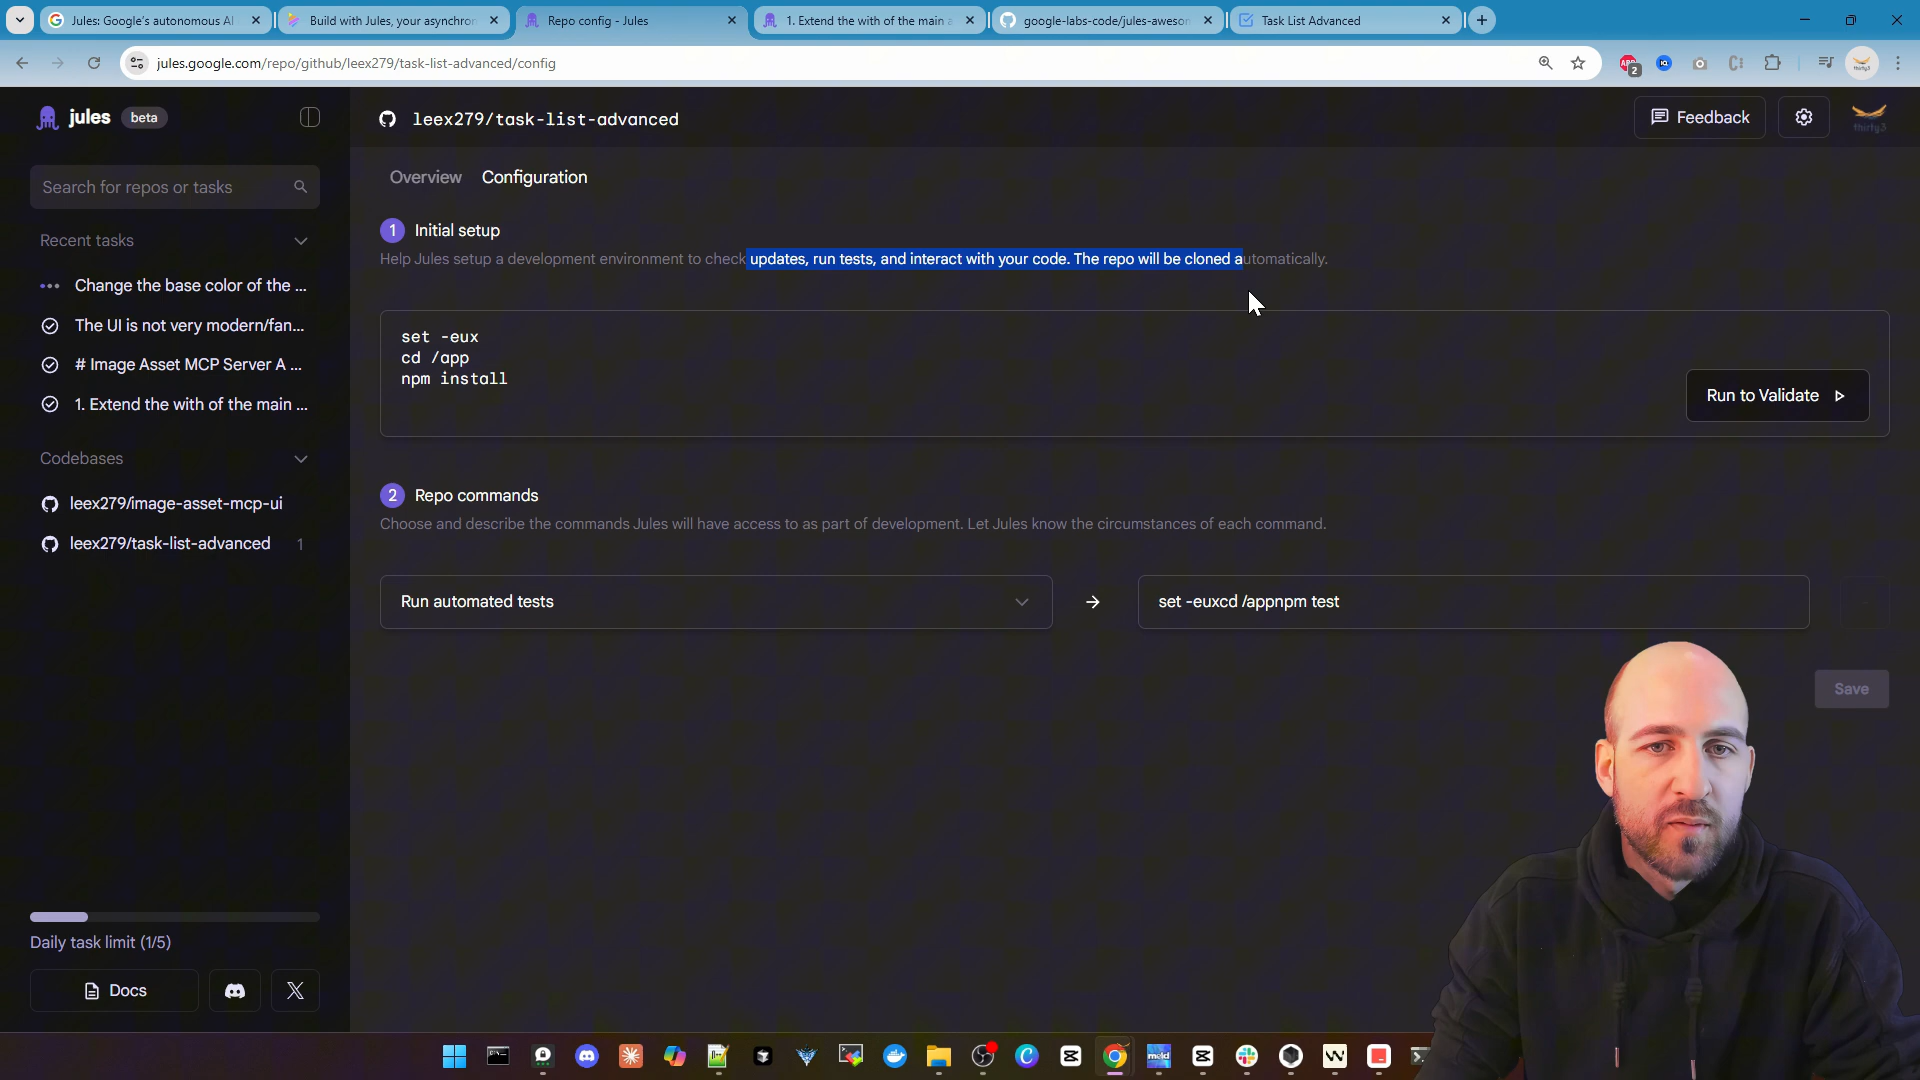 Jules: Google's autonomous AI
Build with Jules, your asynchron
Repo config - Jules
1. Extend the with of the main a
google-labs-code/jules-awesom
Task List Advanced
jules.google.com/repo/github/leex279/task-list-advanced/config
2
jules
beta
leex279/task-list-advanced
Feedback
thirty3
Search for repos or tasks
Overview
Configuration
Recent tasks
1
Initial setup
Help Jules setup a development environment to check updates, run tests, and interact with your code. The repo will be cloned automatically.
Change the base color of the ...
The UI is not very modern/fan...
# Image Asset MCP Server A ...
1. Extend the with of the main ...
set -eux
cd /app
npm install
Run to Validate
Codebases
leex279/image-asset-mcp-ui
leex279/task-list-advanced
1
2
Repo commands
Choose and describe the commands Jules will have access to as part of development. Let Jules know the circumstances of each command.
Run automated tests
set -euxcd /appnpm test
Save
Daily task limit (1/5)
Docs
meld